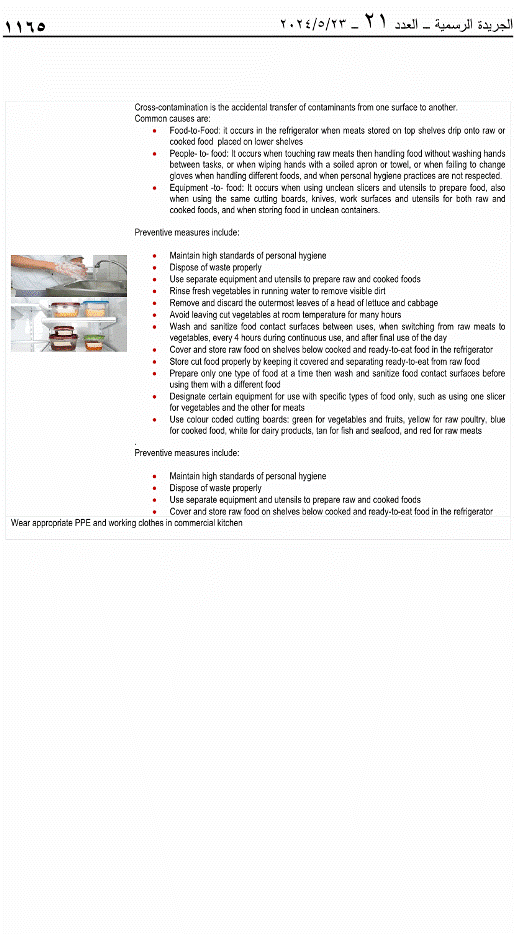 ١١٦٥
الجريدة الرسمية – العدد ٢١ – ٢٠٢٤/٥/٢٣
Cross-contamination is the accidental transfer of contaminants from one surface to another.
Common causes are:
• Food-to-Food: it occurs in the refrigerator when meats stored on top shelves drip onto raw or
cooked food placed on lower shelves
• People- to- food: It occurs when touching raw meats then handling food without washing hands
between tasks, or when wiping hands with a soiled apron or towel, or when failing to change
gloves when handling different foods, and when personal hygiene practices are not respected.
• Equipment -to- food: It occurs when using unclean slicers and utensils to prepare food, also
when using the same cutting boards, knives, work surfaces and utensils for both raw and
cooked foods, and when storing food in unclean containers.
Preventive measures include:
• Maintain high standards of personal hygiene
• Dispose of waste properly
• Use separate equipment and utensils to prepare raw and cooked foods
• Rinse fresh vegetables in running water to remove visible dirt
• Remove and discard the outermost leaves of a head of lettuce and cabbage
• Avoid leaving cut vegetables at room temperature for many hours
• Wash and sanitize food contact surfaces between uses, when switching from raw meats to
vegetables, every 4 hours during continuous use, and after final use of the day
• Cover and store raw food on shelves below cooked and ready-to-eat food in the refrigerator
• Store cut food properly by keeping it covered and separating ready-to-eat from raw food
• Prepare only one type of food at a time then wash and sanitize food contact surfaces before
using them with a different food
• Designate certain equipment for use with specific types of food only, such as using one slicer
for vegetables and the other for meats
• Use colour coded cutting boards: green for vegetables and fruits, yellow for raw poultry, blue
for cooked food, white for dairy products, tan for fish and seafood, and red for raw meats
.
Preventive measures include:
• Maintain high standards of personal hygiene
• Dispose of waste properly
• Use separate equipment and utensils to prepare raw and cooked foods
• Cover and store raw food on shelves below cooked and ready-to-eat food in the refrigerator
Wear appropriate PPE and working clothes in commercial kitchen